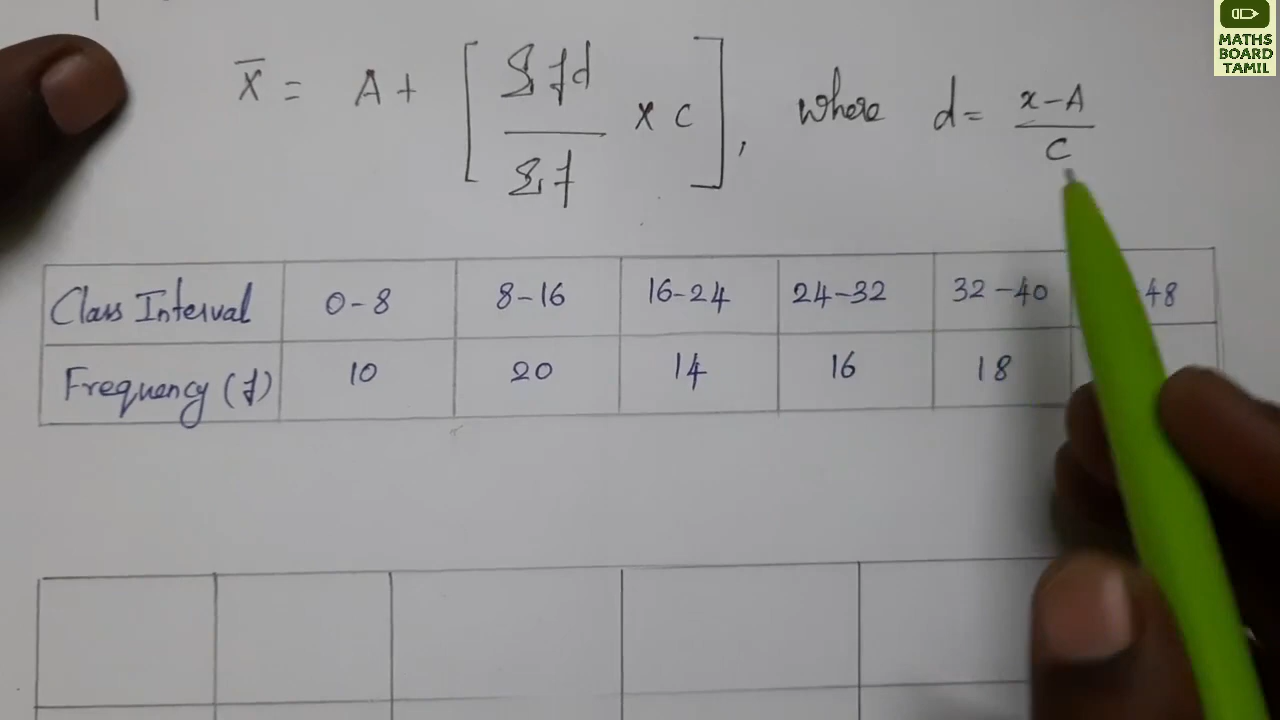 MATHS
BOARD
TAMIL
x̄ = A + [ Σfd / Σf × c ], where d = x-A / c
Class Interval 0-8 8-16 16-24 24-32 32-40 48
Frequency (f) 10 20 14 16 18